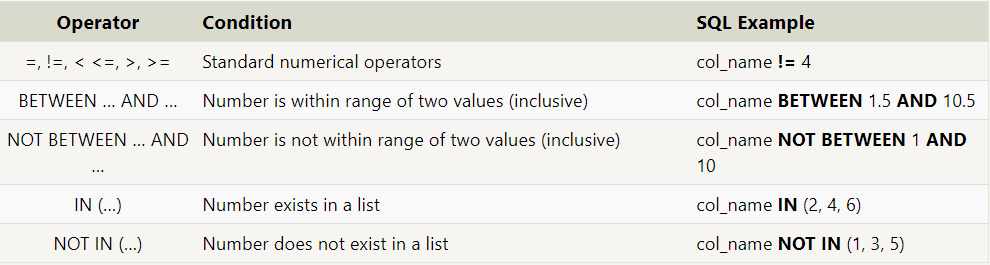 Operator Condition SQL Example
=, !=, < <=, >, >= Standard numerical operators col_name != 4
BETWEEN … AND … Number is within range of two values (inclusive) col_name BETWEEN 1.5 AND 10.5
NOT BETWEEN … AND … Number is not within range of two values (inclusive) col_name NOT BETWEEN 1 AND 10
IN (…) Number exists in a list col_name IN (2, 4, 6)
NOT IN (…) Number does not exist in a list col_name NOT IN (1, 3, 5)